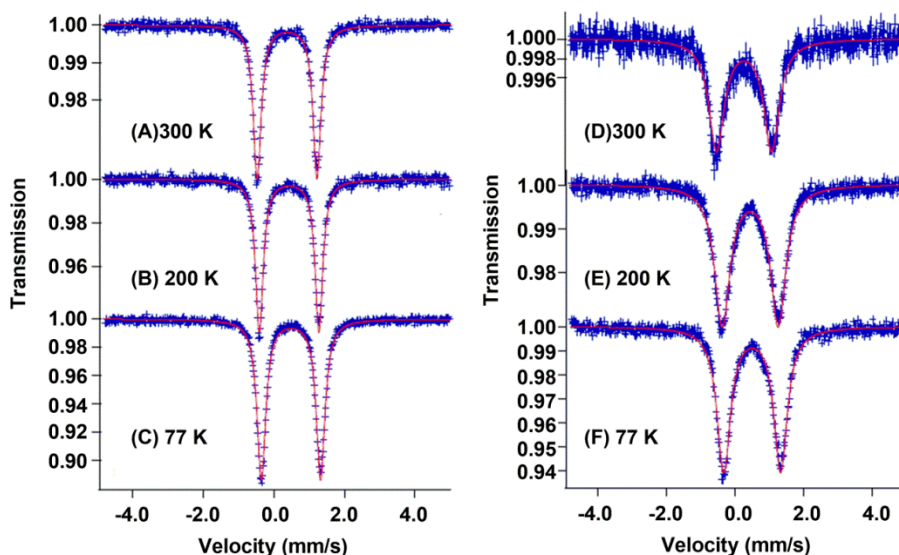 1.00
0.99
0.98
(A)300 K
1.00
0.98
0.96
(B) 200 K
1.00
0.98
0.96
0.94
0.92
0.90
(C) 77 K
-4.0 -2.0 0.0 2.0 4.0
Velocity (mm/s)
Transmission
1.000
0.998
0.996
(D)300 K
1.00
0.99
0.98
(E) 200 K
1.00
0.99
0.98
0.97
0.96
0.95
0.94
(F) 77 K
-4.0 -2.0 0.0 2.0 4.0
Velocity (mm/s)
Transmission